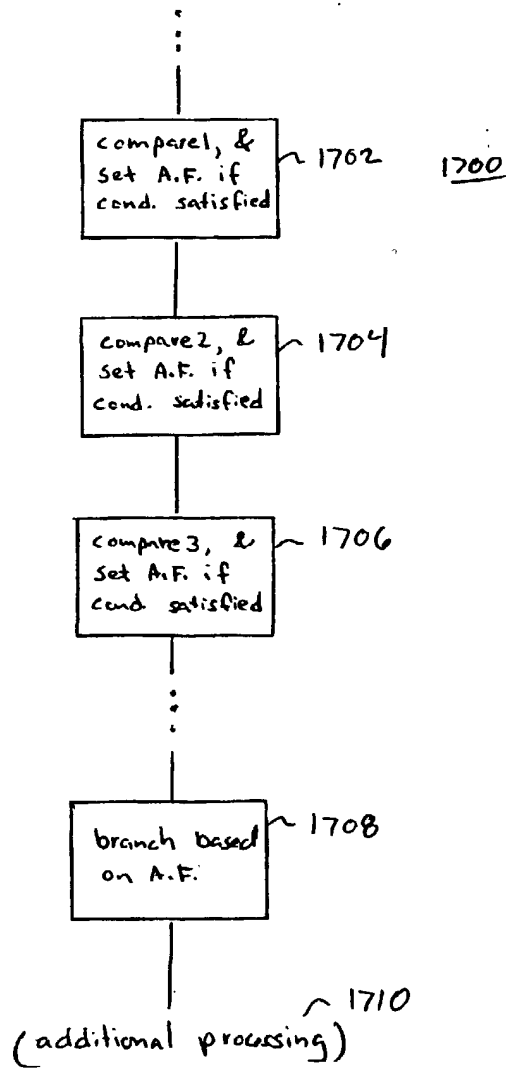 compare1, &
set A.F. if
cond. satisfied
1702
1700
compare2, &
set A.F. if
cond. satisfied
1704
compare3, &
set A.F. if
cond. satisfied
1706
branch based
on A.F.
1708
1710
(additional processing)